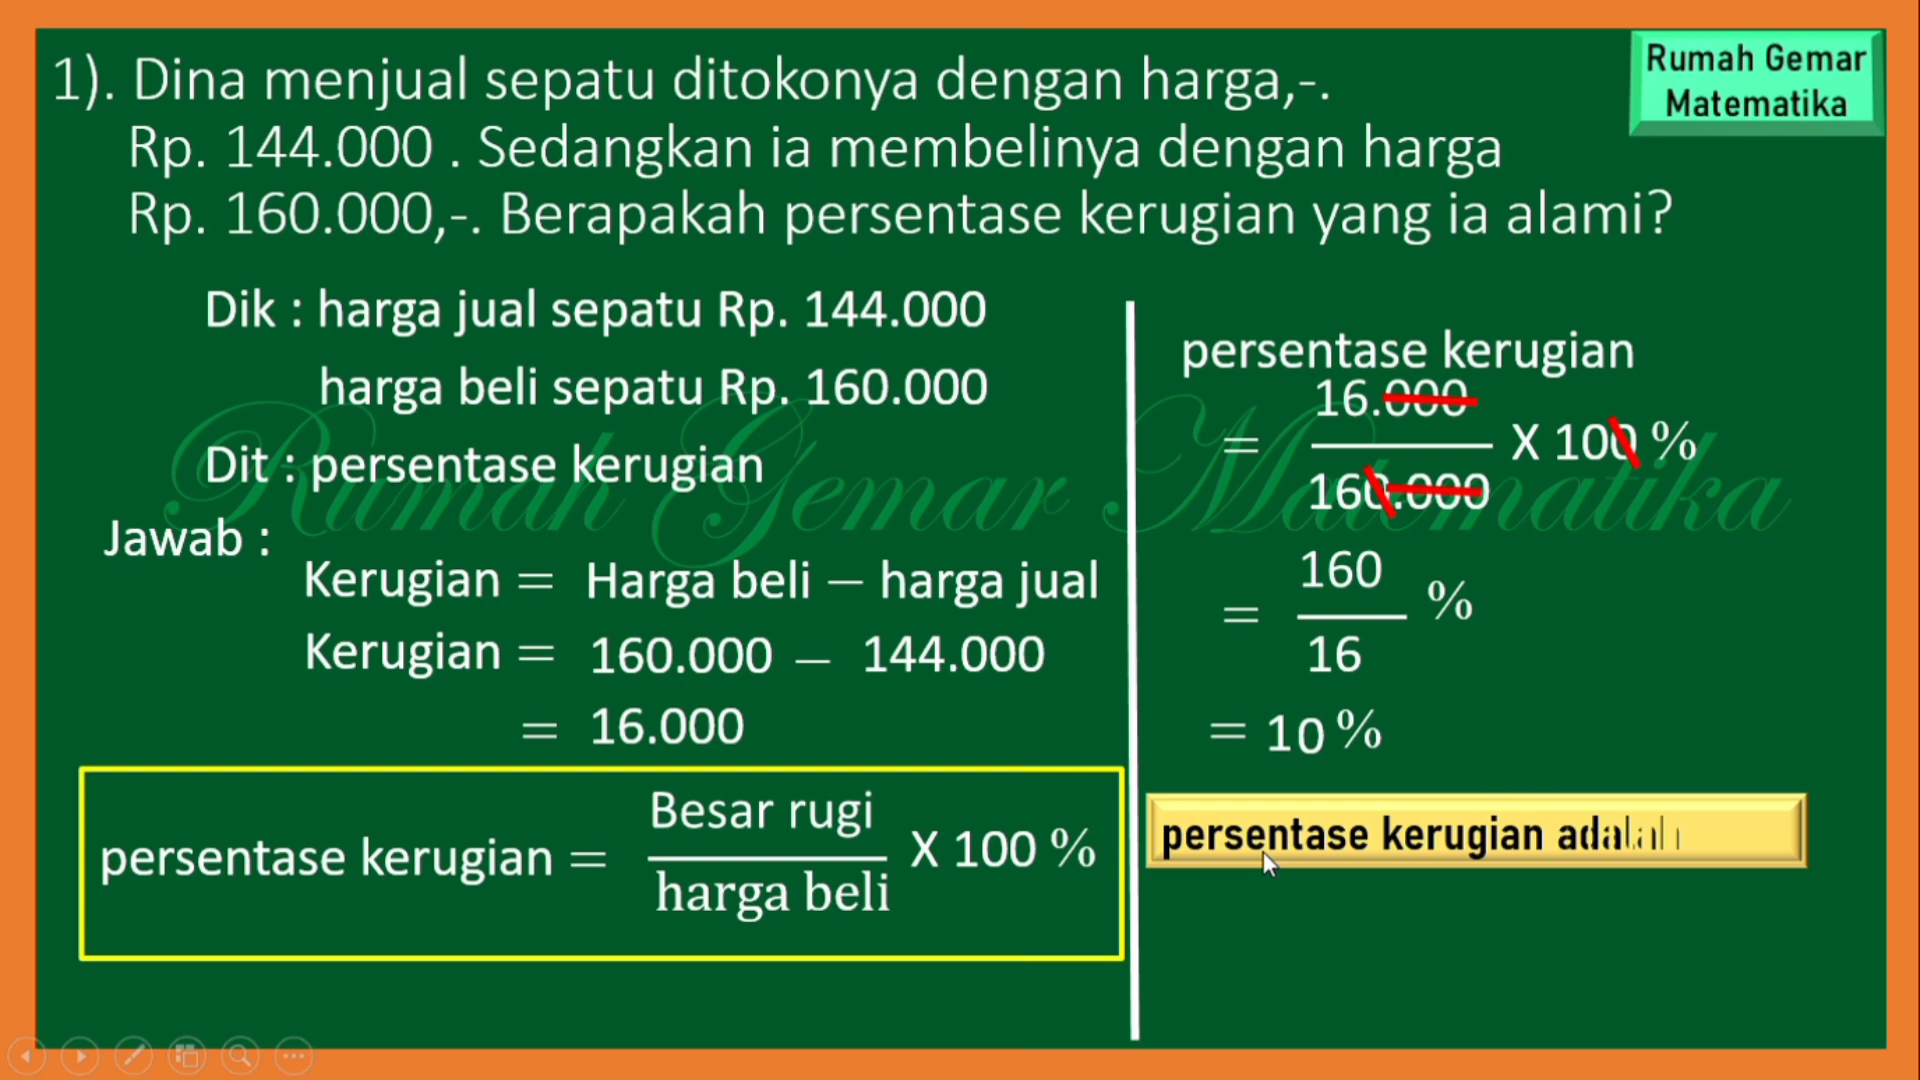 1). Dina menjual sepatu ditokonya dengan harga,-.
Rp. 144.000 . Sedangkan ia membelinya dengan harga
Rp. 160.000,-. Berapakah persentase kerugian yang ia alami?
Rumah Gemar
Matematika
Dik : harga jual sepatu Rp. 144.000
harga beli sepatu Rp. 160.000
Dit : persentase kerugian
Jawab :
Kerugian = Harga beli – harga jual
Kerugian = 160.000 – 144.000
= 16.000
persentase kerugian = Besar rugi / harga beli X 100 %
persentase kerugian
= 16.000 / 160.000 X 100 %
= 160 / 16 %
= 10 %
persentase kerugian adalah
Rumah Gemar Matematika